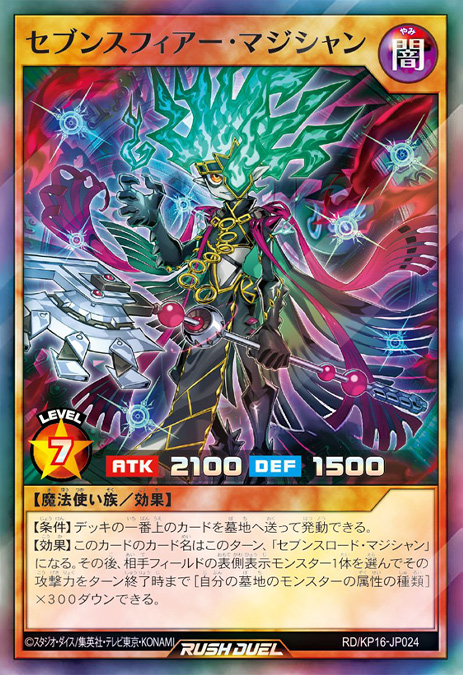 セブンスフィアー・マジシャン
やみ
闇
LEVEL
7
ATK 2100 DEF 1500
【魔法使い族／効果】
【条件】デッキの一番上のカードを墓地へ送って発動できる。
【効果】このカードのカード名はこのターン、「セブンスロード・マジシャン」
になる。その後、相手フィールドの表側表示モンスター1体を選んでその
攻撃力をターン終了時まで［自分の墓地のモンスターの属性の種類］
×300ダウンできる。
©スタジオ・ダイス/集英社・テレビ東京・KONAMI
RUSH DUEL
RD/KP16-JP024